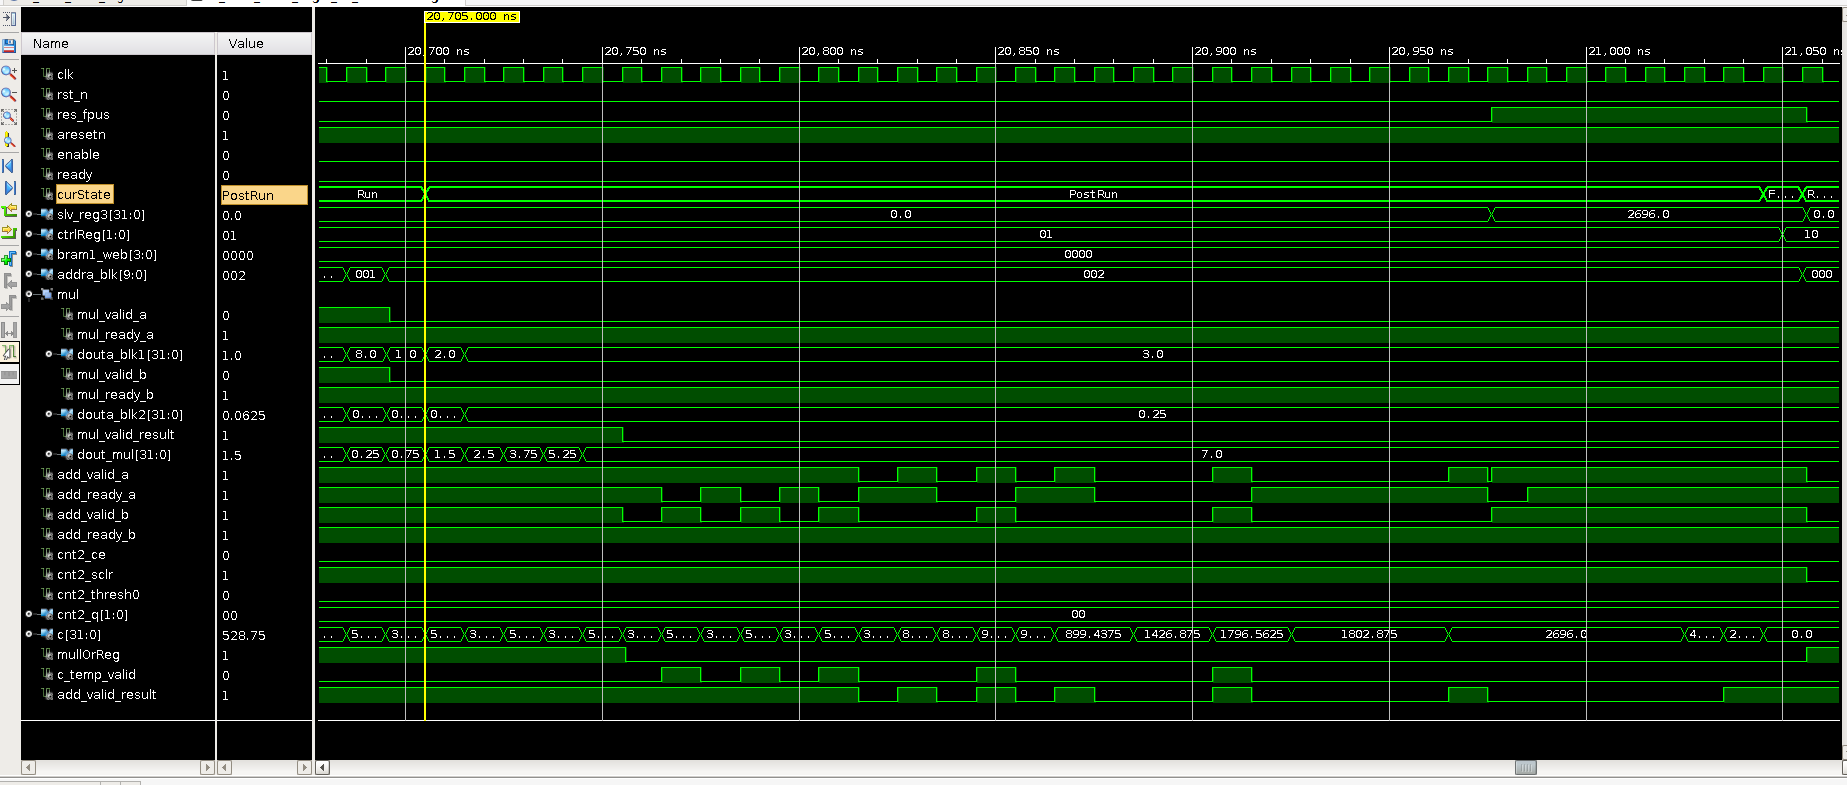 20,705.000 ns
Name Value
20,700 ns 20,750 ns 20,800 ns 20,850 ns 20,900 ns 20,950 ns 21,000 ns 21,050 n
clk 1
rst_n 0
res_fpus 0
aresetn 1
enable 0
ready 0
curState PostRun Run PostRun F... R...
slv_reg3[31:0] 0.0 0.0 2696.0 0.0
ctrlReg[1:0] 01 01 10
bram1_web[3:0] 0000 0000
addra_blk[9:0] 002 .. 001 002 000
mul
mul_valid_a 0
mul_ready_a 1
douta_blk1[31:0] 1.0 .. 8.0 1 0 2.0 3.0
mul_valid_b 0
mul_ready_b 1
douta_blk2[31:0] 0.0625 .. 0... 0... 0... 0.25
mul_valid_result 1
dout_mul[31:0] 1.5 .. 0.25 0.75 1.5 2.5 3.75 5.25 7.0
add_valid_a 1
add_ready_a 1
add_valid_b 1
add_ready_b 1
cnt2_ce 0
cnt2_sclr 1
cnt2_thresh0 0
cnt2_q[1:0] 00 00
c[31:0] 528.75 .. 5... 3... 5... 3... 5... 3... 5... 3... 5... 3... 5... 3... 5... 3... 8... 8... 9... 9... 899.4375 1426.875 1796.5625 1802.875 2696.0 4... 2... 0.0
mullOrReg 1
c_temp_valid 0
add_valid_result 1